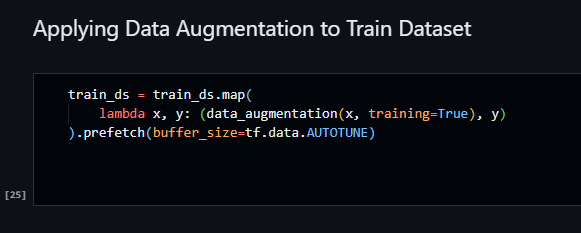 Applying Data Augmentation to Train Dataset
train_ds = train_ds.map(
    lambda x, y: (data_augmentation(x, training=True), y)
).prefetch(buffer_size=tf.data.AUTOTUNE)
[25]